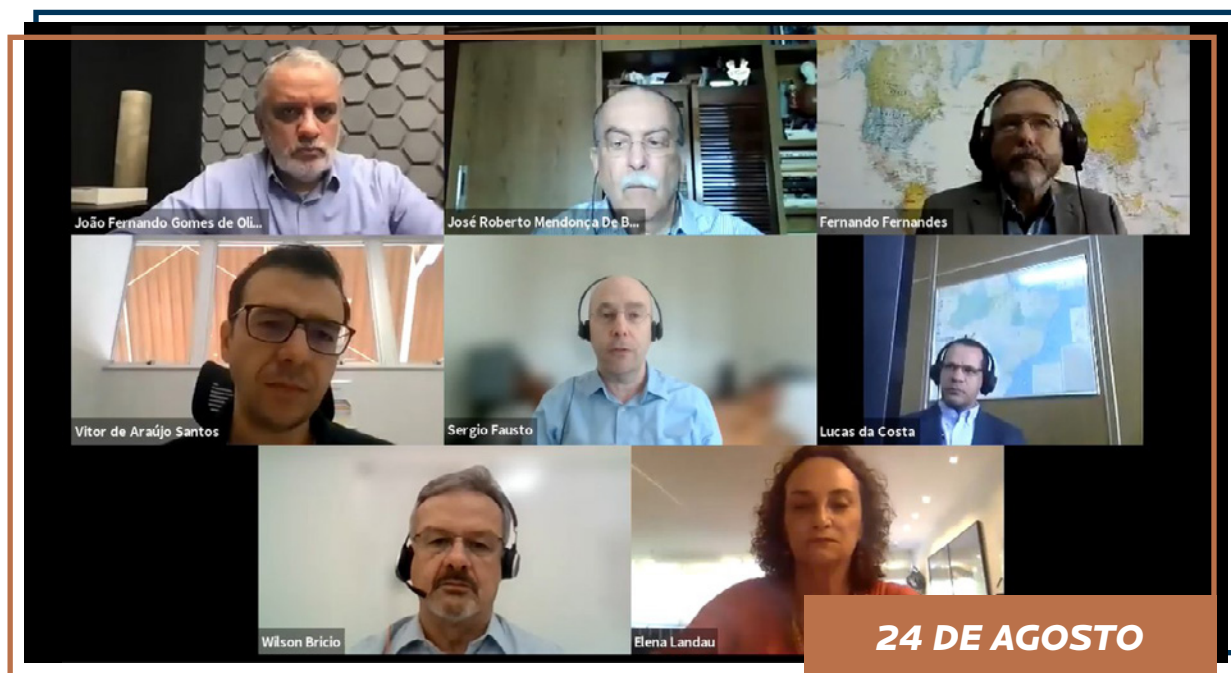 João Fernando Gomes de Oli...
José Roberto Mendonça De B...
Fernando Fernandes
Vitor de Araújo Santos
Sergio Fausto
Lucas da Costa
Wilson Bricio
Elena Landau
24 DE AGOSTO